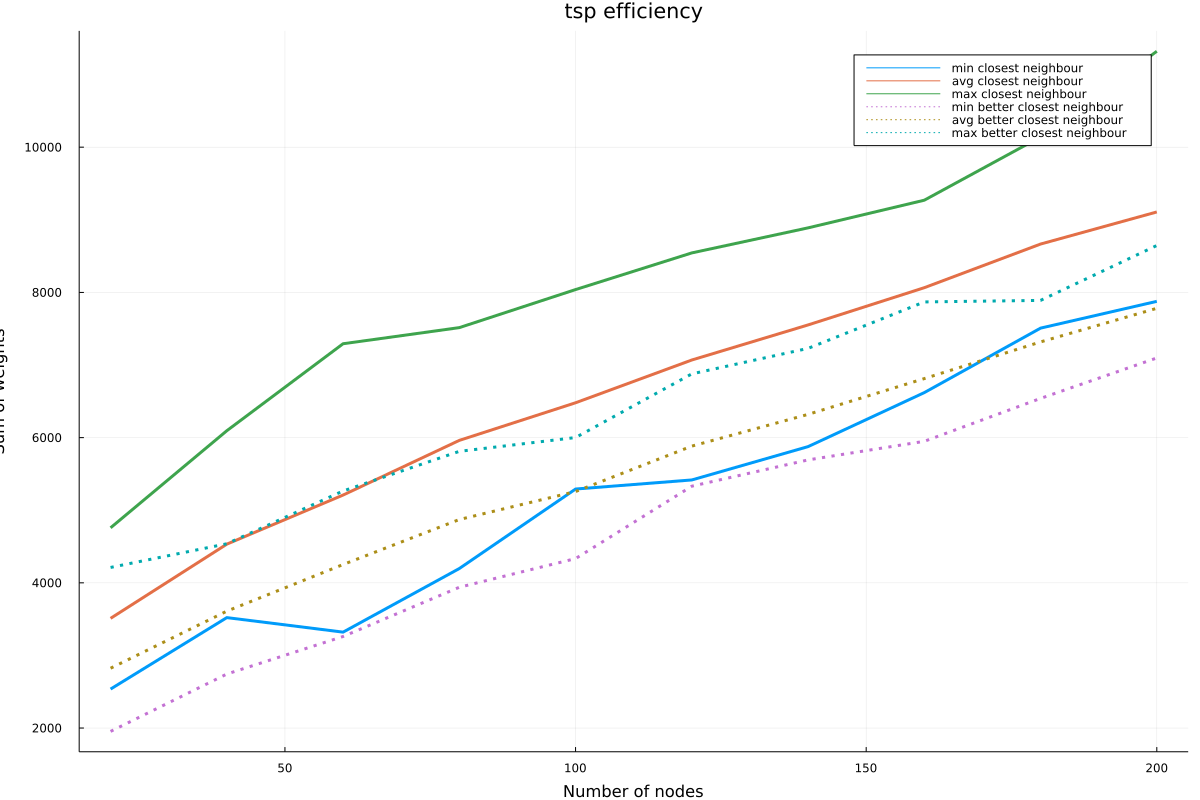 tsp efficiency
min closest neighbour
avg closest neighbour
max closest neighbour
min better closest neighbour
avg better closest neighbour
max better closest neighbour
10000
8000
6000
4000
2000
Sum of weights
50
100
150
200
Number of nodes